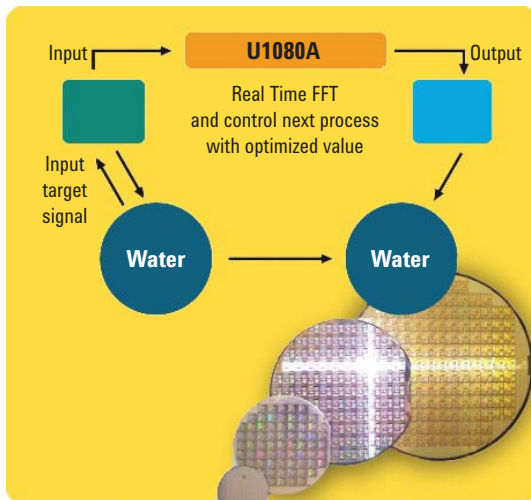 Input
U1080A
Output
Real Time FFT
and control next process
with optimized value
Input
target
signal
Water
Water